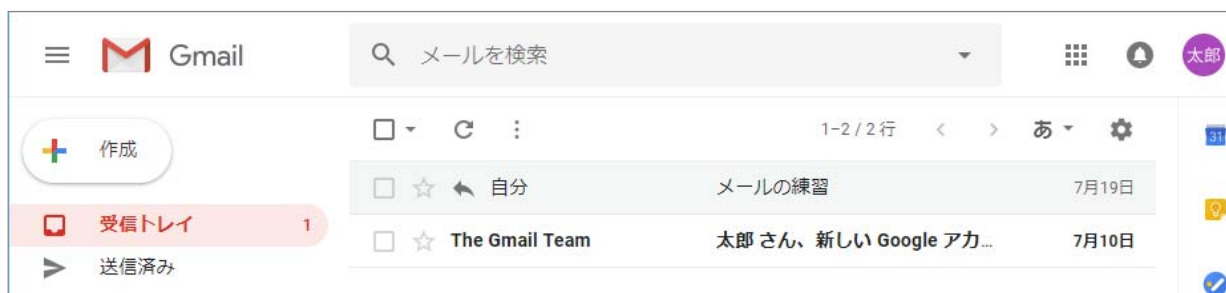 Gmail
メールを検索
太郎
作成
1–2 / 2 行
あ
31
自分 メールの練習 7月19日
受信トレイ 1
The Gmail Team 太郎 さん、新しい Google アカ... 7月10日
送信済み